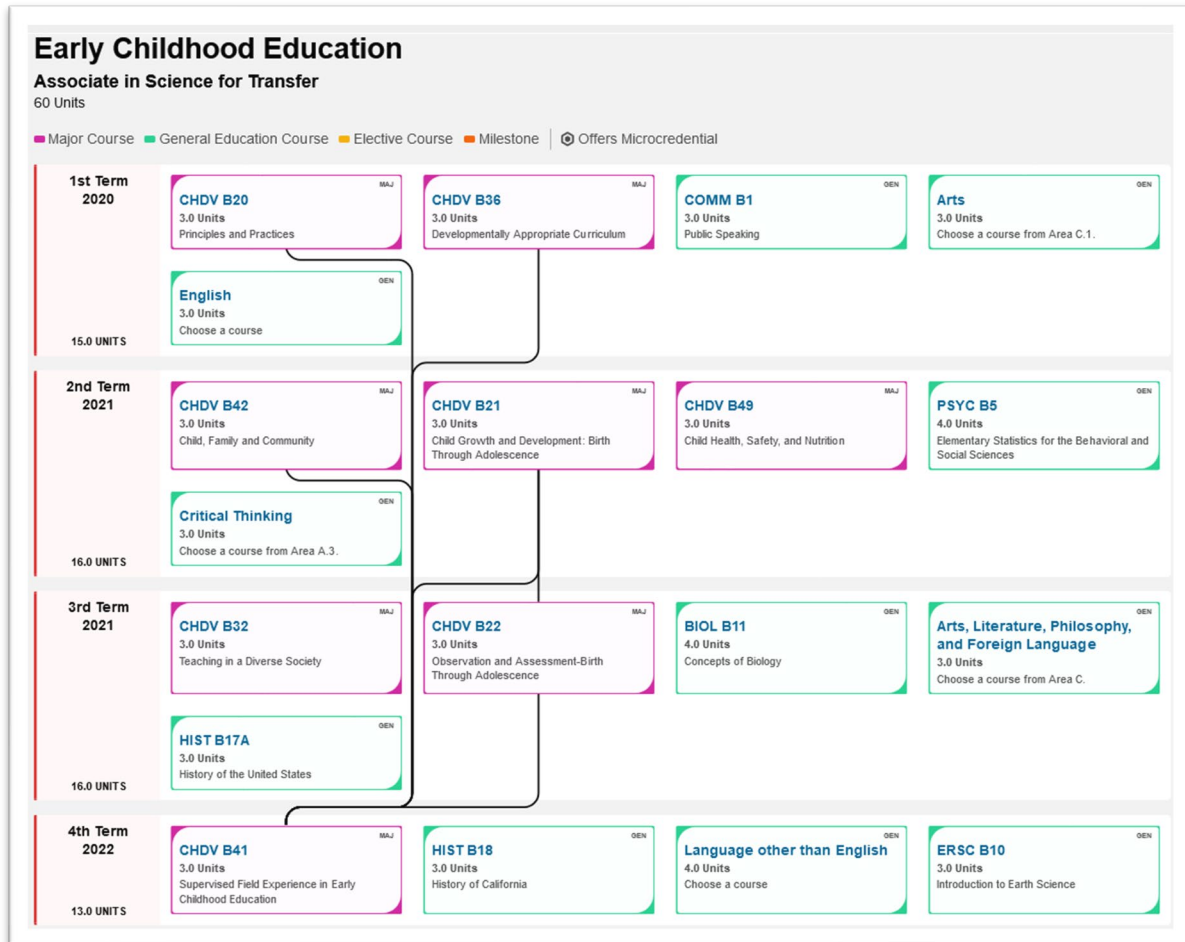 Early Childhood Education
Associate in Science for Transfer
60 Units
Major Course General Education Course Elective Course Milestone Offers Microcredential
1st Term
2020
15.0 UNITS
MAJ
CHDV B20
3.0 Units
Principles and Practices
MAJ
CHDV B36
3.0 Units
Developmentally Appropriate Curriculum
GEN
COMM B1
3.0 Units
Public Speaking
GEN
Arts
3.0 Units
Choose a course from Area C.1.
GEN
English
3.0 Units
Choose a course
2nd Term
2021
16.0 UNITS
MAJ
CHDV B42
3.0 Units
Child, Family and Community
MAJ
CHDV B21
3.0 Units
Child Growth and Development: Birth
Through Adolescence
MAJ
CHDV B49
3.0 Units
Child Health, Safety, and Nutrition
GEN
PSYC B5
4.0 Units
Elementary Statistics for the Behavioral and
Social Sciences
GEN
Critical Thinking
3.0 Units
Choose a course from Area A.3.
3rd Term
2021
16.0 UNITS
MAJ
CHDV B32
3.0 Units
Teaching in a Diverse Society
MAJ
CHDV B22
3.0 Units
Observation and Assessment-Birth
Through Adolescence
GEN
BIOL B11
4.0 Units
Concepts of Biology
GEN
Arts, Literature, Philosophy,
and Foreign Language
3.0 Units
Choose a course from Area C.
GEN
HIST B17A
3.0 Units
History of the United States
4th Term
2022
13.0 UNITS
MAJ
CHDV B41
3.0 Units
Supervised Field Experience in Early
Childhood Education
GEN
HIST B18
3.0 Units
History of California
GEN
Language other than English
4.0 Units
Choose a course
GEN
ERSC B10
3.0 Units
Introduction to Earth Science